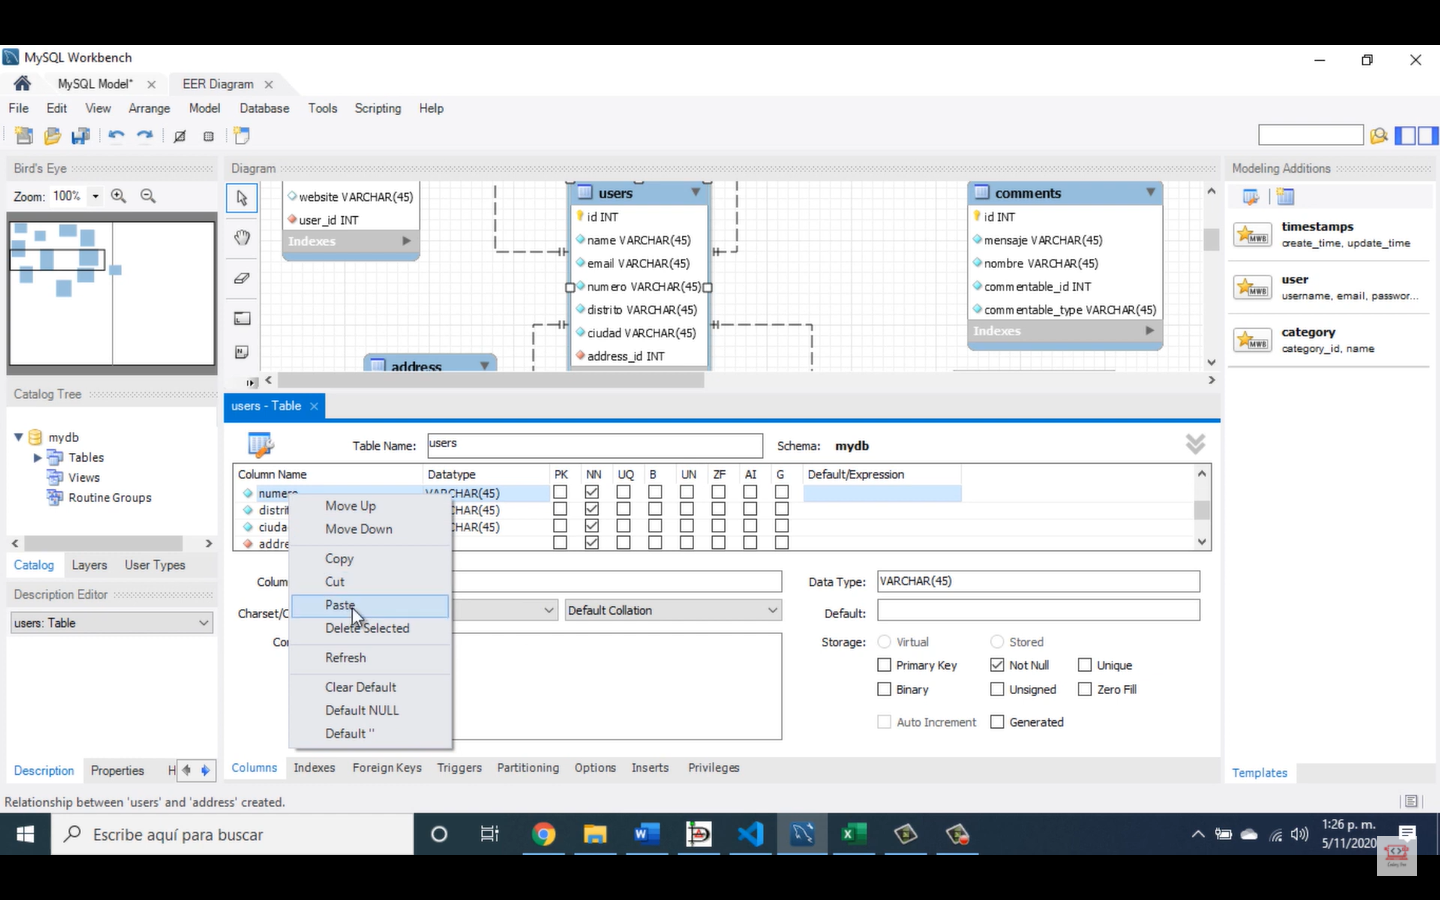 MySQL Workbench
MySQL Model*
EER Diagram
File Edit View Arrange Model Database Tools Scripting Help
Bird's Eye
Zoom: 100%
Diagram
website VARCHAR(45)
user_id INT
Indexes
users
id INT
name VARCHAR(45)
email VARCHAR(45)
numero VARCHAR(45)
distrito VARCHAR(45)
ciudad VARCHAR(45)
address_id INT
address
comments
id INT
mensaje VARCHAR(45)
nombre VARCHAR(45)
commentable_id INT
commentable_type VARCHAR(45)
Indexes
Modeling Additions
timestamps
create_time, update_time
user
username, email, passwor...
category
category_id, name
Templates
Catalog Tree
mydb
Tables
Views
Routine Groups
Catalog Layers User Types
Description Editor
users: Table
Description Properties H
users - Table
Table Name: users Schema: mydb
Column Name Datatype PK NN UQ B UN ZF AI G Default/Expression
numero VARCHAR(45)
distri CHAR(45)
ciuda CHAR(45)
addre
Move Up
Move Down
Copy
Cut
Paste
Delete Selected
Refresh
Clear Default
Default NULL
Default ''
Colum
Charset/C
Default Collation
Cor
Data Type: VARCHAR(45)
Default:
Storage: Virtual Stored
Primary Key Not Null Unique
Binary Unsigned Zero Fill
Auto Increment Generated
Columns Indexes Foreign Keys Triggers Partitioning Options Inserts Privileges
Relationship between 'users' and 'address' created.
Escribe aquí para buscar
1:26 p. m.
5/11/2020